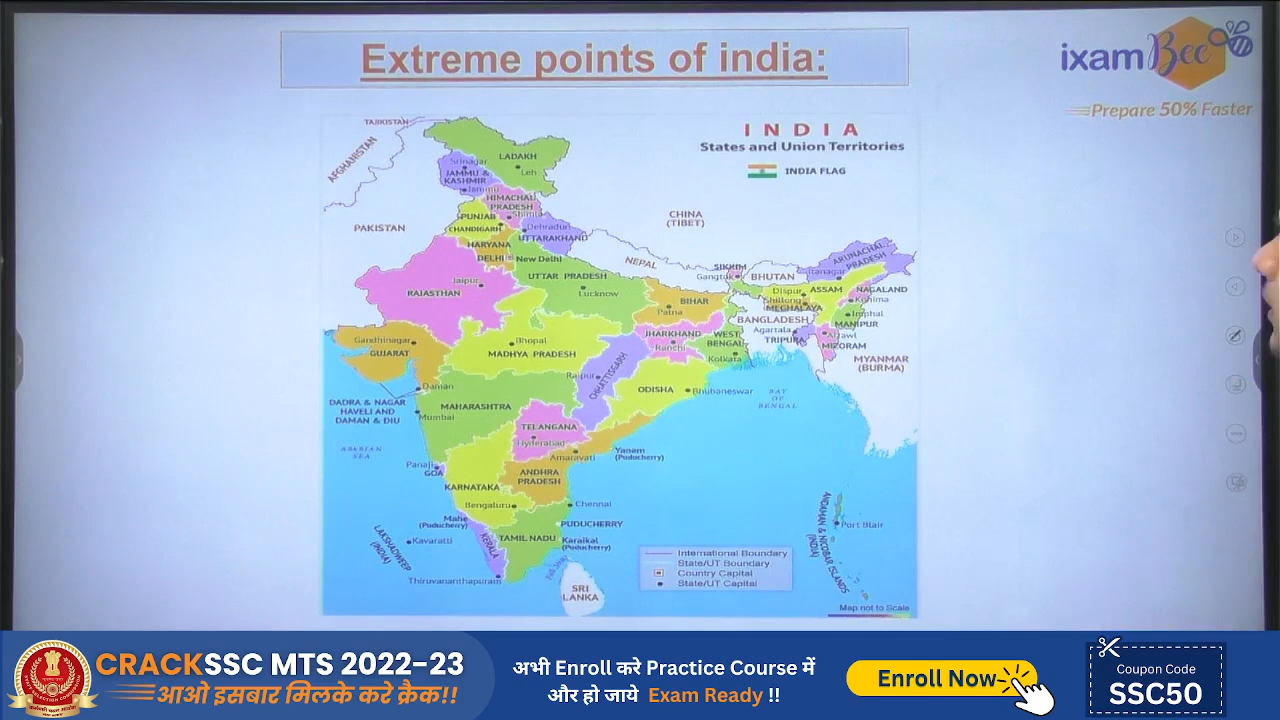 Extreme points of india:
ixamBee
Prepare 50% Faster
INDIA
States and Union Territories
INDIA FLAG
TAJIKISTAN
AFGHANISTAN
PAKISTAN
CHINA
(TIBET)
NEPAL
BHUTAN
BANGLADESH
MYANMAR
(BURMA)
SRI
LANKA
LADAKH
Leh
Srinagar
JAMMU &
KASHMIR
Jammu
HIMACHAL
PRADESH
Shimla
PUNJAB
CHANDIGARH
Dehradun
UTTARAKHAND
HARYANA
DELHI
New Delhi
UTTAR PRADESH
Lucknow
Jaipur
RAJASTHAN
SIKKIM
Gangtok
ARUNACHAL
PRADESH
Itanagar
Dispur
ASSAM
NAGALAND
Kohima
Shillong
MEGHALAYA
Imphal
MANIPUR
Agartala
TRIPURA
Aizawl
MIZORAM
BIHAR
Patna
JHARKHAND
Ranchi
WEST
BENGAL
Kolkata
Gandhinagar
GUJARAT
Bhopal
MADHYA PRADESH
Raipur
CHHATTISGARH
ODISHA
Bhubaneswar
BAY
OF
BENGAL
Daman
DADRA & NAGAR
HAVELI AND
DAMAN & DIU
MAHARASHTRA
Mumbai
ARABIAN
SEA
TELANGANA
Hyderabad
Amaravati
Yanam
(Puducherry)
ANDHRA
PRADESH
Panaji
GOA
KARNATAKA
Bengaluru
Chennai
Mahe
(Puducherry)
PUDUCHERRY
KERALA
TAMIL NADU
Karaikal
(Puducherry)
LAKSHADWEEP
(INDIA)
Kavaratti
Thiruvananthapuram
ANDAMAN & NICOBAR ISLANDS
(INDIA)
Port Blair
International Boundary
State/UT Boundary
Country Capital
State/UT Capital
Map not to Scale
CRACKSSC MTS 2022-23
आओ इसबार मिलके करे क्रैक!!
अभी Enroll करे Practice Course में
और हो जाये Exam Ready !!
Enroll Now
Coupon Code
SSC50